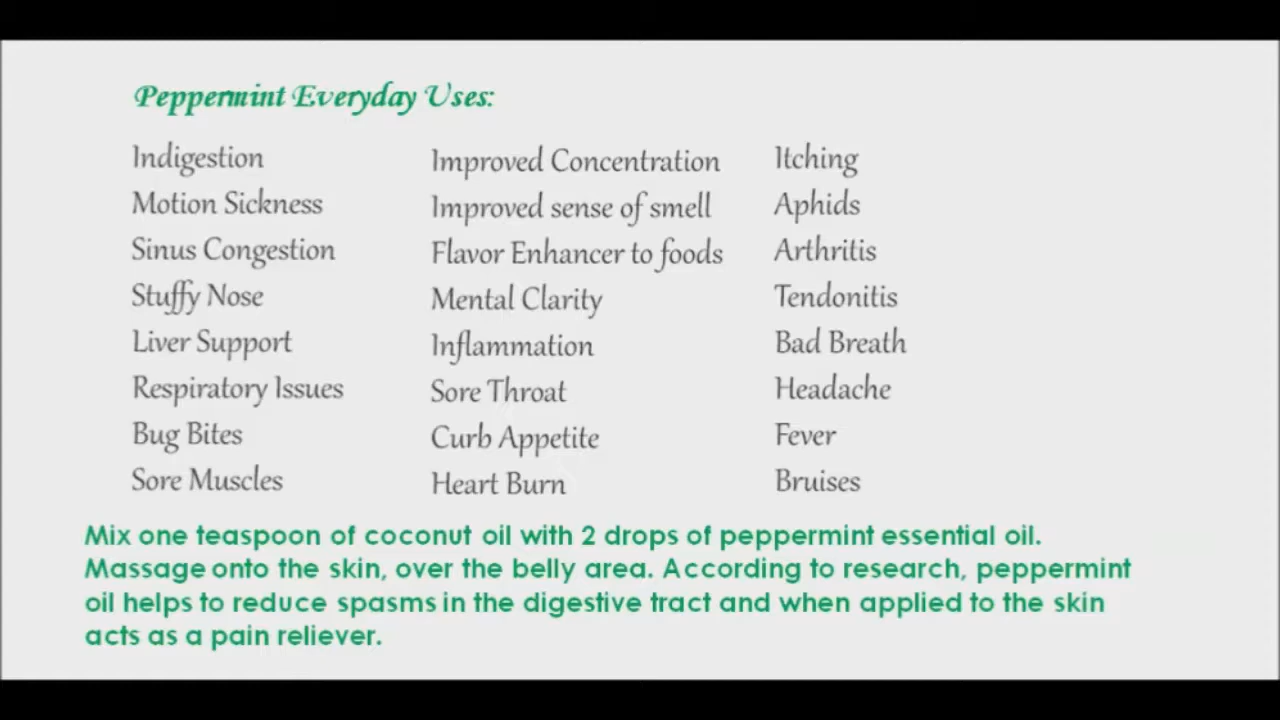 Peppermint Everyday Uses:
Indigestion
Motion Sickness
Sinus Congestion
Stuffy Nose
Liver Support
Respiratory Issues
Bug Bites
Sore Muscles
Improved Concentration
Improved sense of smell
Flavor Enhancer to foods
Mental Clarity
Inflammation
Sore Throat
Curb Appetite
Heart Burn
Itching
Aphids
Arthritis
Tendonitis
Bad Breath
Headache
Fever
Bruises
Mix one teaspoon of coconut oil with 2 drops of peppermint essential oil.
Massage onto the skin, over the belly area. According to research, peppermint
oil helps to reduce spasms in the digestive tract and when applied to the skin
acts as a pain reliever.